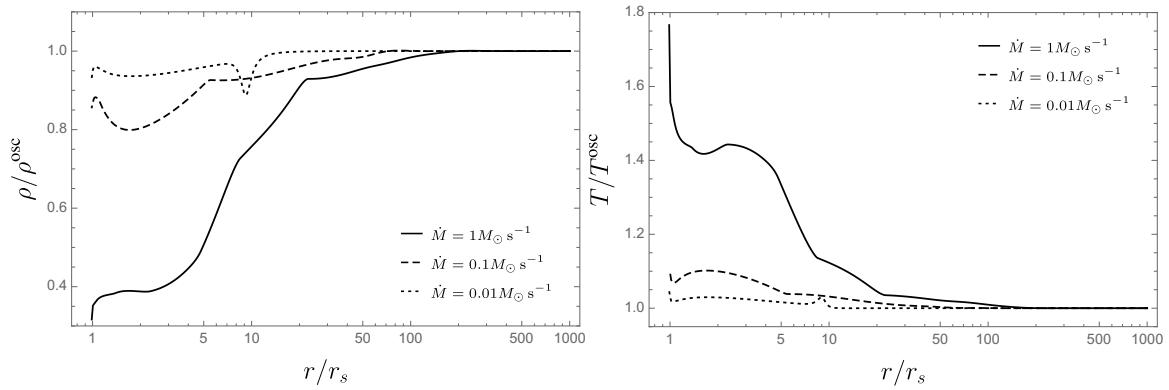 1.0
0.8
0.6
0.4
ρ/ρ^osc
Ṁ = 1M⊙ s⁻¹
Ṁ = 0.1M⊙ s⁻¹
Ṁ = 0.01M⊙ s⁻¹
1 5 10 50 100 500 1000
r/r_s
1.8
1.6
1.4
1.2
1.0
T/T^osc
Ṁ = 1M⊙ s⁻¹
Ṁ = 0.1M⊙ s⁻¹
Ṁ = 0.01M⊙ s⁻¹
1 5 10 50 100 500 1000
r/r_s